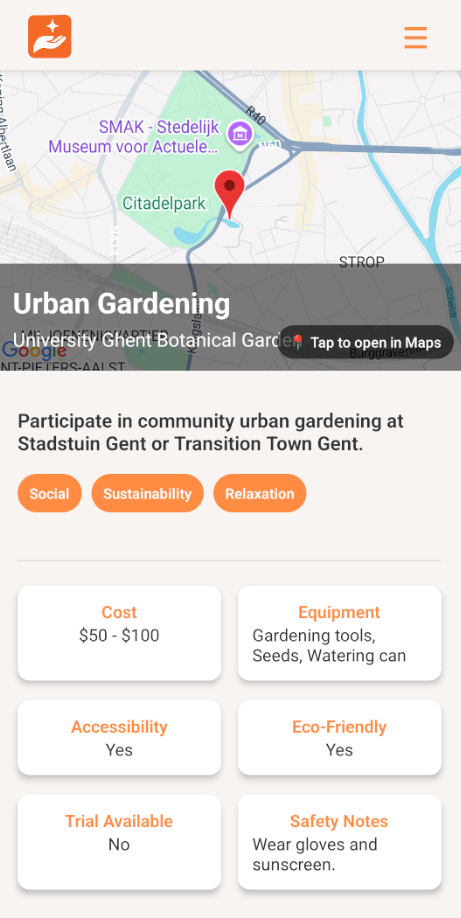 Koning Albertlaan
R40
SMAK - Stedelijk
Museum voor Actuele...
Citadelpark
STROP
Urban Gardening
University Ghent Botanical Garden
📍 Tap to open in Maps
Google
Burggravenlaan
Participate in community urban gardening at
Stadstuin Gent or Transition Town Gent.
Social
Sustainability
Relaxation
Cost
$50 - $100
Equipment
Gardening tools,
Seeds, Watering can
Accessibility
Yes
Eco-Friendly
Yes
Trial Available
No
Safety Notes
Wear gloves and
sunscreen.